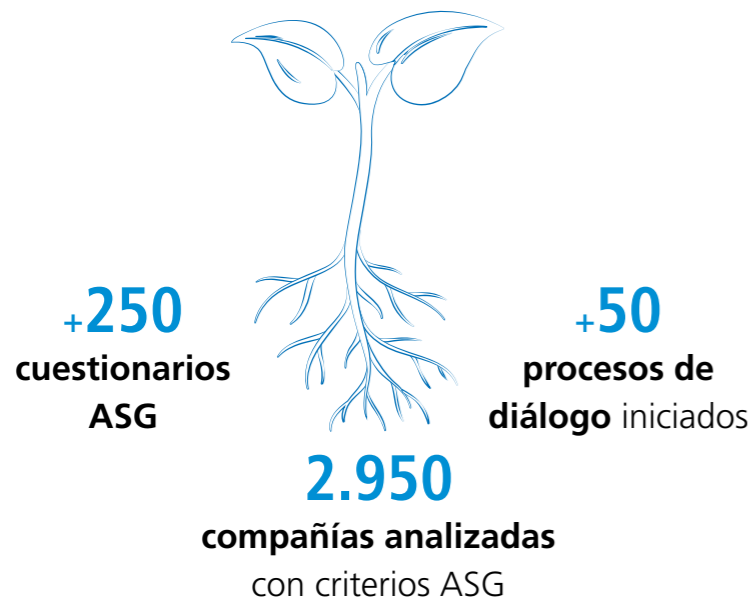 +250
cuestionarios
ASG
+50
procesos de
diálogo iniciados
2.950
compañías analizadas
con criterios ASG